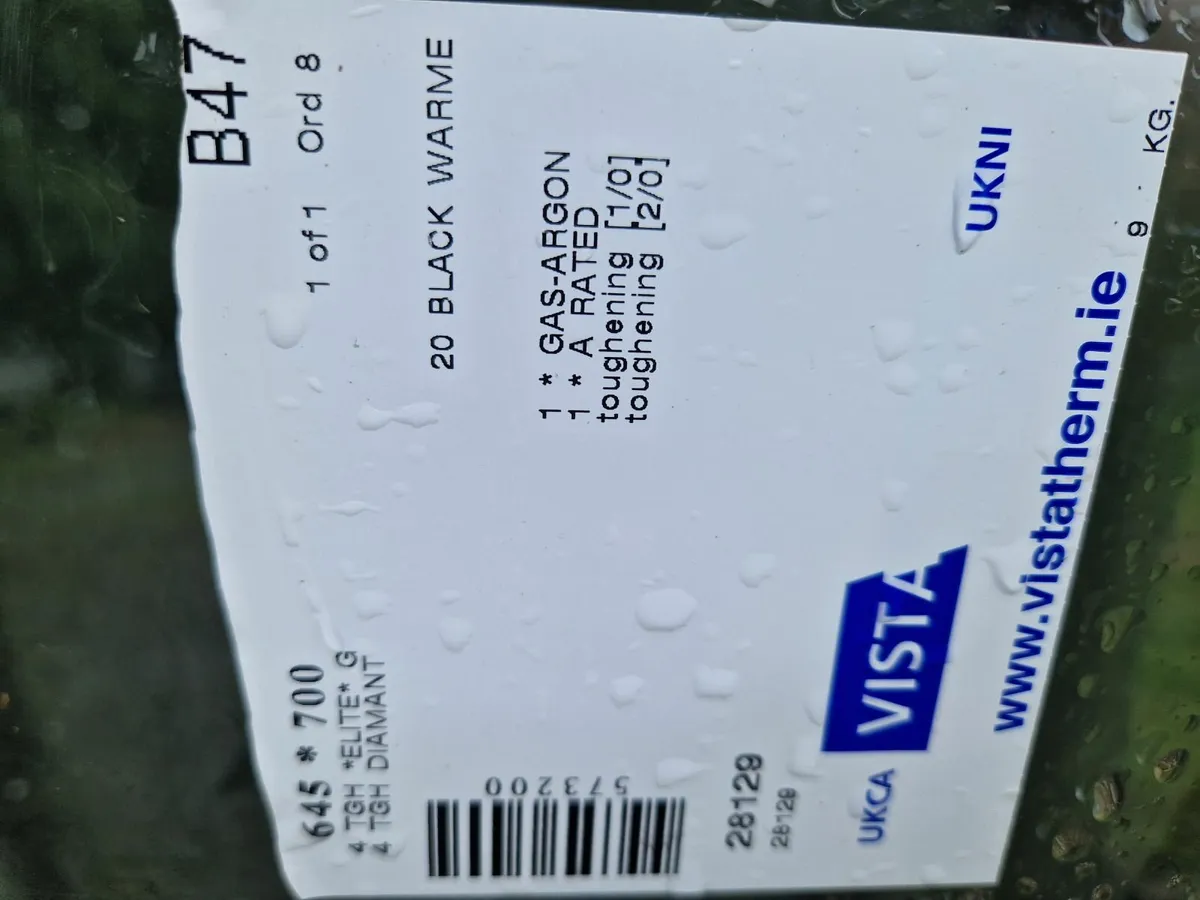 B47
1 of 1 Ord 8
645 * 700
4 TGH *ELITE* G
4 TGH DIAMANT
20 BLACK WARME
1 * GAS-ARGON
1 * A RATED
toughening [1/0]
toughening [2/0]
573200
28129
28129
UKCA
VISTA
UKNI
www.vistatherm.ie
9 KG.